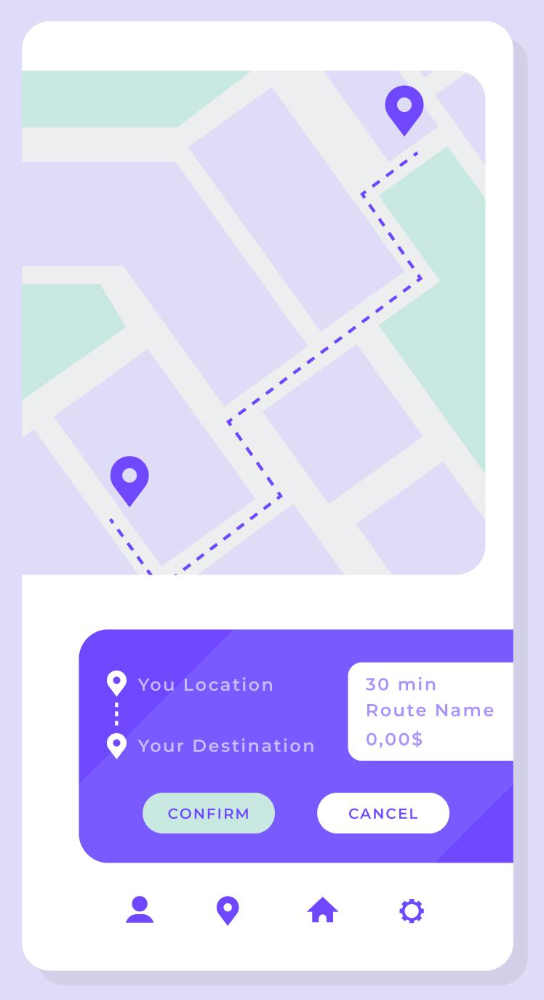 You Location
Your Destination
30 min
Route Name
0,00$
CONFIRM
CANCEL